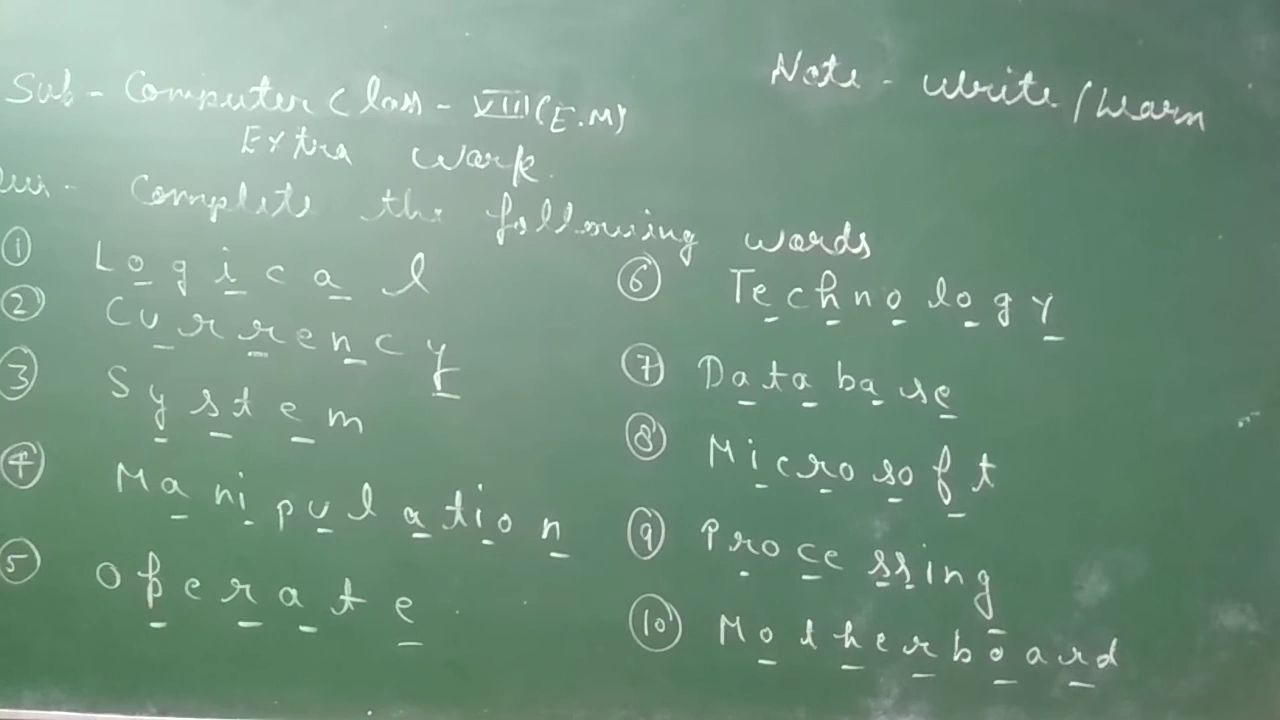 Note - Write / Learn
Sub - Computer Class - VIII (E.M)
Extra Work.
Complete the following words
① Logical
② Currency
③ System
④ Manipulation
⑤ Operate
⑥ Technology
⑦ Database
⑧ Microsoft
⑨ Processing
⑩ Motherboard